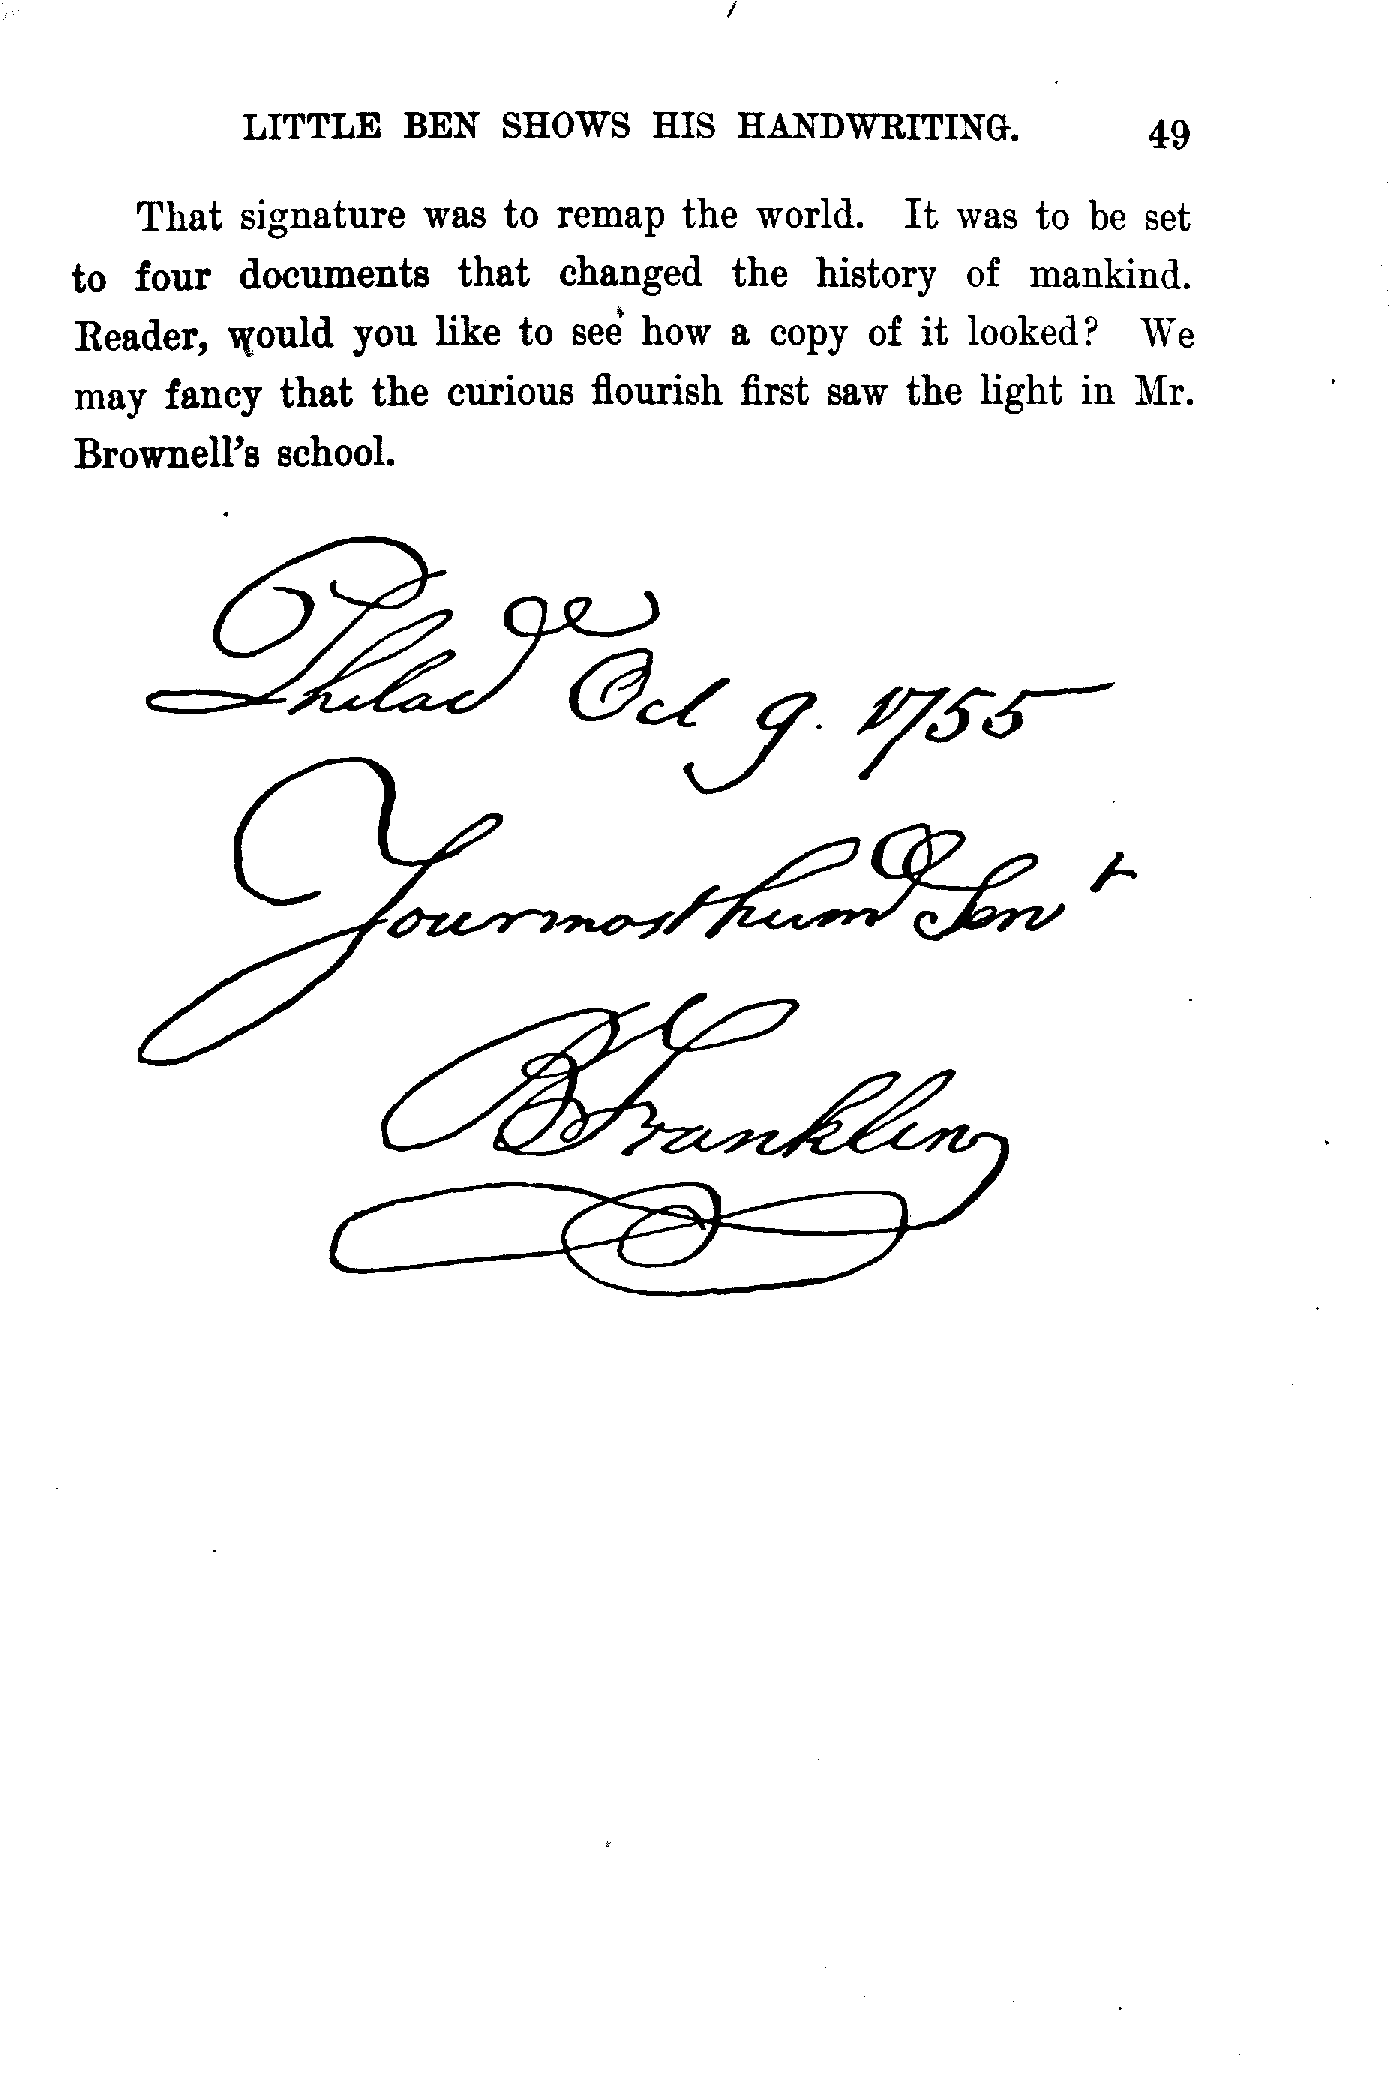 LITTLE BEN SHOWS HIS HANDWRITING. 49
That signature was to remap the world. It was to be set
to four documents that changed the history of mankind.
Reader, would you like to see how a copy of it looked? We
may fancy that the curious flourish first saw the light in Mr.
Brownell's school.
Philade Oct 9. 1755
Your most hum Serv t
B Franklin